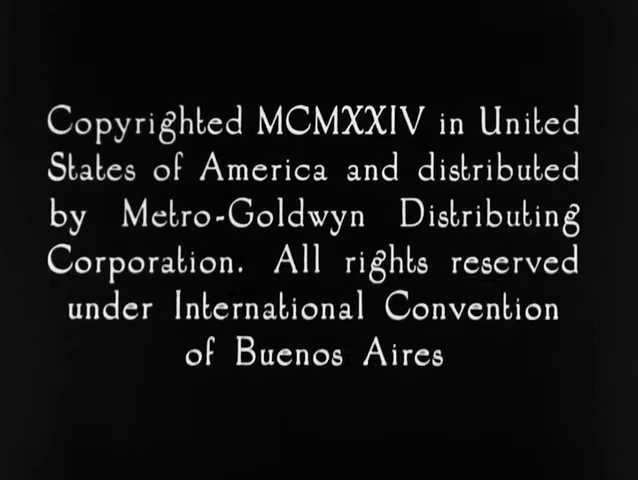 Copyrighted MCMXXIV in United
States of America and distributed
by Metro-Goldwyn Distributing
Corporation. All rights reserved
under International Convention
of Buenos Aires